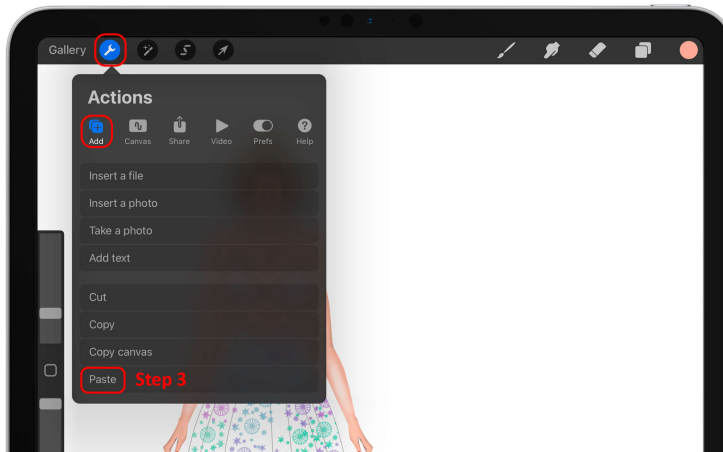 Gallery
Actions
Add Canvas Share Video Prefs Help
Insert a file
Insert a photo
Take a photo
Add text
Cut
Copy
Copy canvas
Paste Step 3